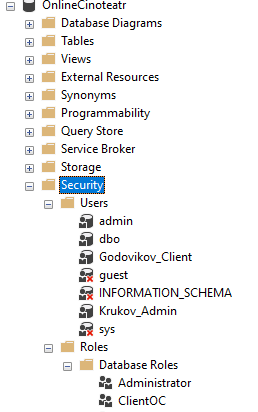 OnlineCinoteatr
Database Diagrams
Tables
Views
External Resources
Synonyms
Programmability
Query Store
Service Broker
Storage
Security
Users
admin
dbo
Godovikov_Client
guest
INFORMATION_SCHEMA
Krukov_Admin
sys
Roles
Database Roles
Administrator
ClientOC